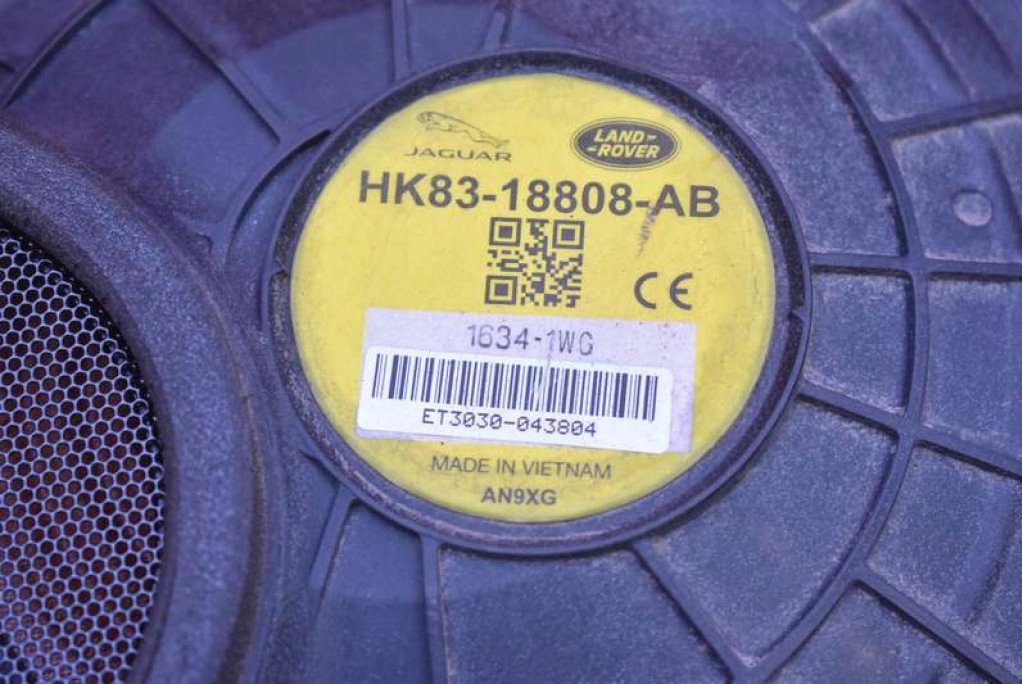 JAGUAR
LAND-
-ROVER
HK83-18808-AB
CE
1634-1WG
ET3030-043804
MADE IN VIETNAM
AN9XG